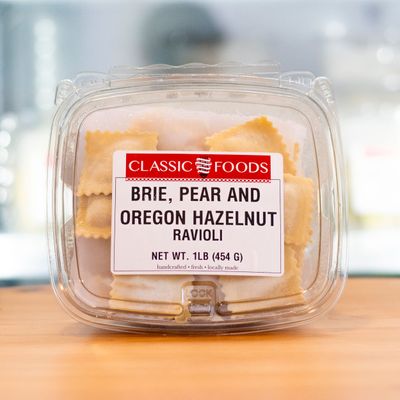 CLASSIC FOODS
BRIE, PEAR AND
OREGON HAZELNUT
RAVIOLI
NET WT. 1LB (454 G)
handcrafted • fresh • locally made